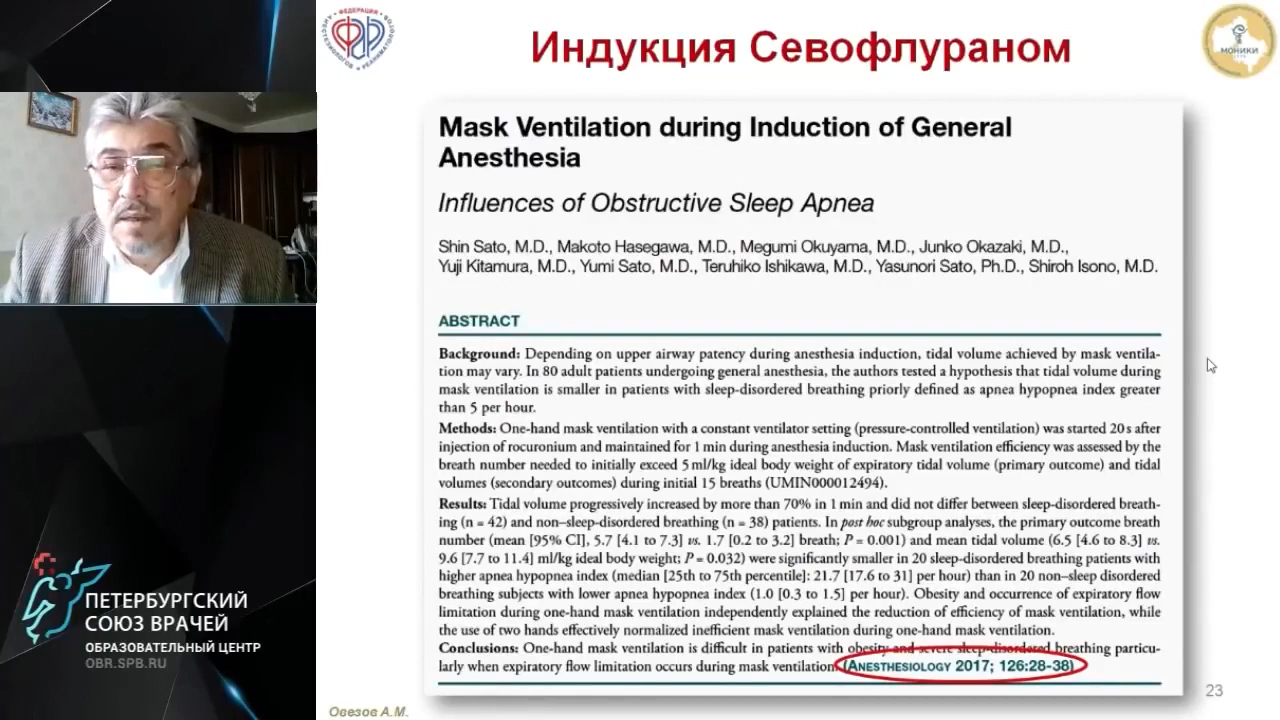 Индукция Севофлураном
МОНИКИ
Mask Ventilation during Induction of General
Anesthesia
Influences of Obstructive Sleep Apnea
Shin Sato, M.D., Makoto Hasegawa, M.D., Megumi Okuyama, M.D., Junko Okazaki, M.D.,
Yuji Kitamura, M.D., Yumi Sato, M.D., Teruhiko Ishikawa, M.D., Yasunori Sato, Ph.D., Shiroh Isono, M.D.
ABSTRACT
Background: Depending on upper airway patency during anesthesia induction, tidal volume achieved by mask ventila-
tion may vary. In 80 adult patients undergoing general anesthesia, the authors tested a hypothesis that tidal volume during
mask ventilation is smaller in patients with sleep-disordered breathing priorly defined as apnea hypopnea index greater
than 5 per hour.
Methods: One-hand mask ventilation with a constant ventilator setting (pressure-controlled ventilation) was started 20 s after
injection of rocuronium and maintained for 1 min during anesthesia induction. Mask ventilation efficiency was assessed by the
breath number needed to initially exceed 5 ml/kg ideal body weight of expiratory tidal volume (primary outcome) and tidal
volumes (secondary outcomes) during initial 15 breaths (UMIN000012494).
Results: Tidal volume progressively increased by more than 70% in 1 min and did not differ between sleep-disordered breath-
ing (n = 42) and non–sleep-disordered breathing (n = 38) patients. In post hoc subgroup analyses, the primary outcome breath
number (mean [95% CI], 5.7 [4.1 to 7.3] vs. 1.7 [0.2 to 3.2] breath; P = 0.001) and mean tidal volume (6.5 [4.6 to 8.3] vs.
9.6 [7.7 to 11.4] ml/kg ideal body weight; P = 0.032) were significantly smaller in 20 sleep-disordered breathing patients with
higher apnea hypopnea index (median [25th to 75th percentile]: 21.7 [17.6 to 31] per hour) than in 20 non–sleep disordered
breathing subjects with lower apnea hypopnea index (1.0 [0.3 to 1.5] per hour). Obesity and occurrence of expiratory flow
limitation during one-hand mask ventilation independently explained the reduction of efficiency of mask ventilation, while
the use of two hands effectively normalized inefficient mask ventilation during one-hand mask ventilation.
Conclusions: One-hand mask ventilation is difficult in patients with obesity and severe sleep-disordered breathing particu-
larly when expiratory flow limitation occurs during mask ventilation. (ANESTHESIOLOGY 2017; 126:28-38)
23
Овезов А.М.
ПЕТЕРБУРГСКИЙ
СОЮЗ ВРАЧЕЙ
ОБРАЗОВАТЕЛЬНЫЙ ЦЕНТР
OBR.SPB.RU